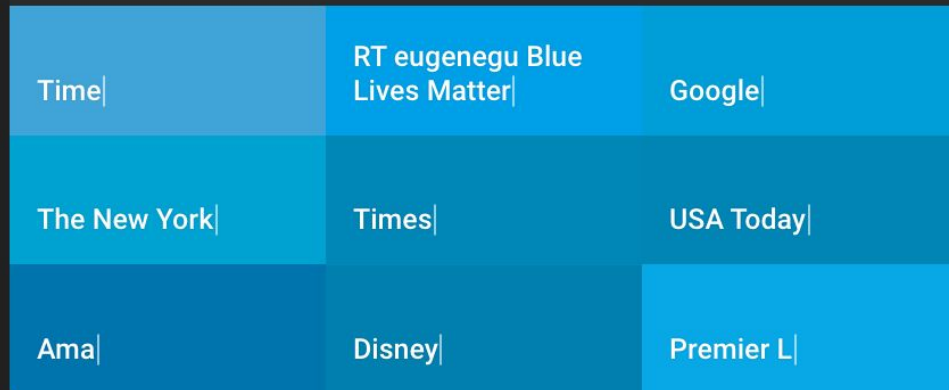 Time
RT eugenegu Blue
Lives Matter
Google
The New York
Times
USA Today
Ama
Disney
Premier L